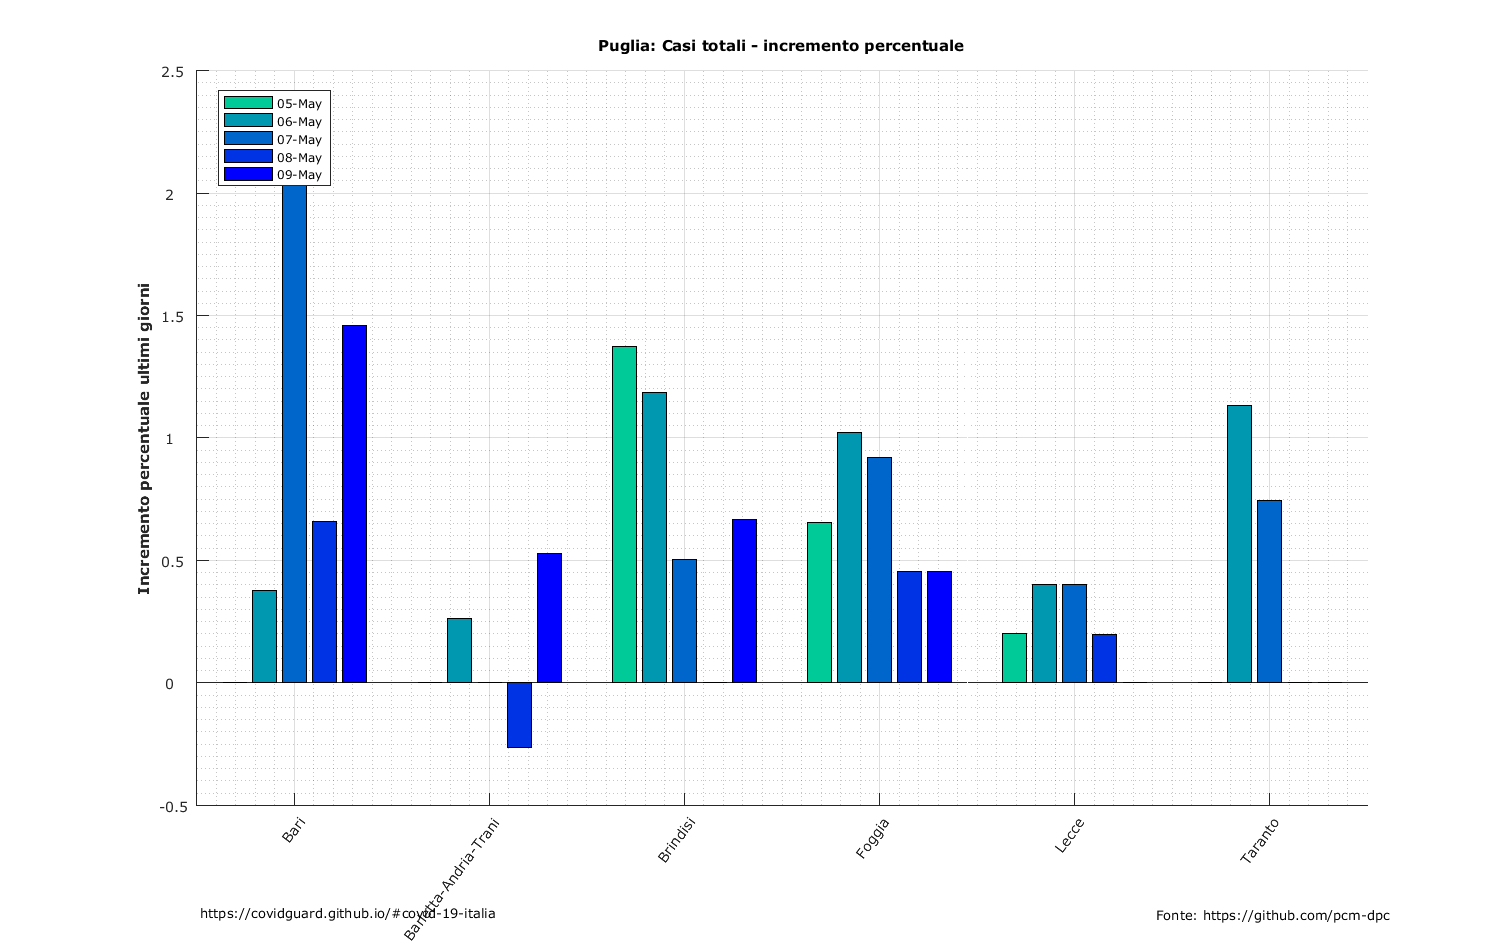 Puglia: Casi totali - incremento percentuale
2.5
2
1.5
1
0.5
0
-0.5
Incremento percentuale ultimi giorni
05-May
06-May
07-May
08-May
09-May
Bari
Barletta-Andria-Trani
Brindisi
Foggia
Lecce
Taranto
https://covidguard.github.io/#covid-19-italia
Fonte: https://github.com/pcm-dpc